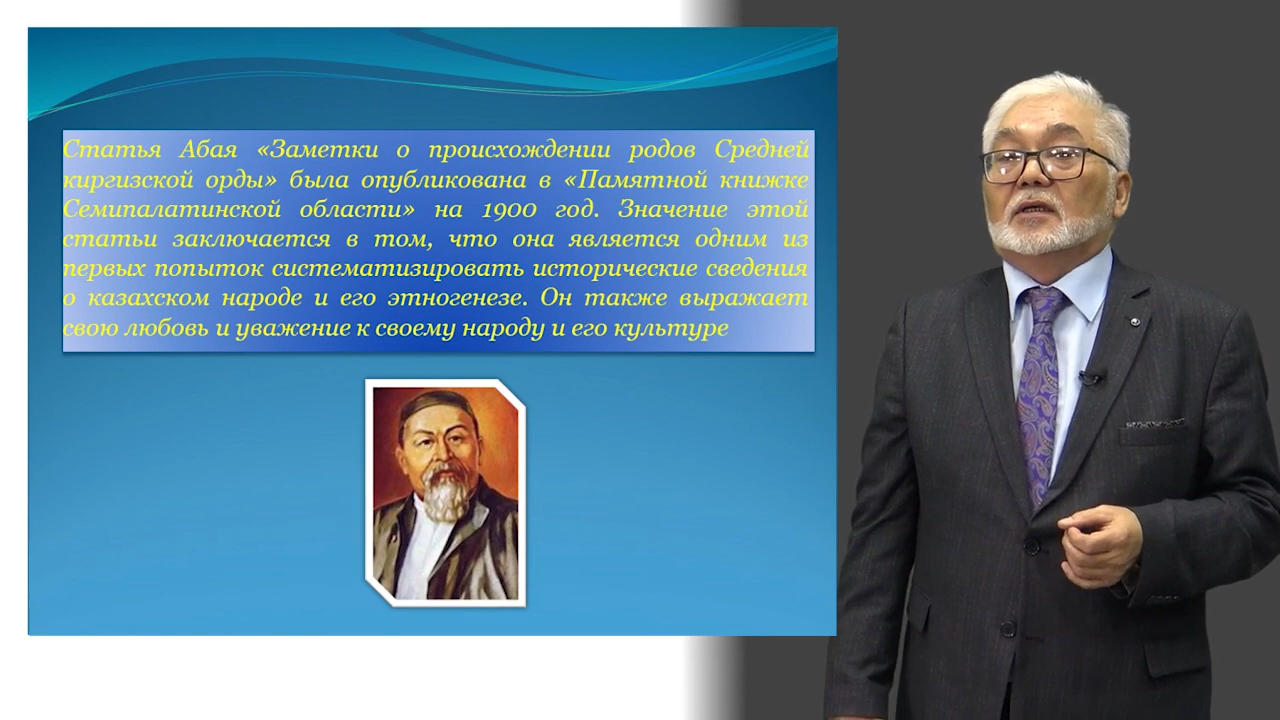 Статья Абая «Заметки о происхождении родов Средней
киргизской орды» была опубликована в «Памятной книжке
Семипалатинской области» на 1900 год. Значение этой
статьи заключается в том, что она является одним из
первых попыток систематизировать исторические сведения
о казахском народе и его этногенезе. Он также выражает
свою любовь и уважение к своему народу и его культуре